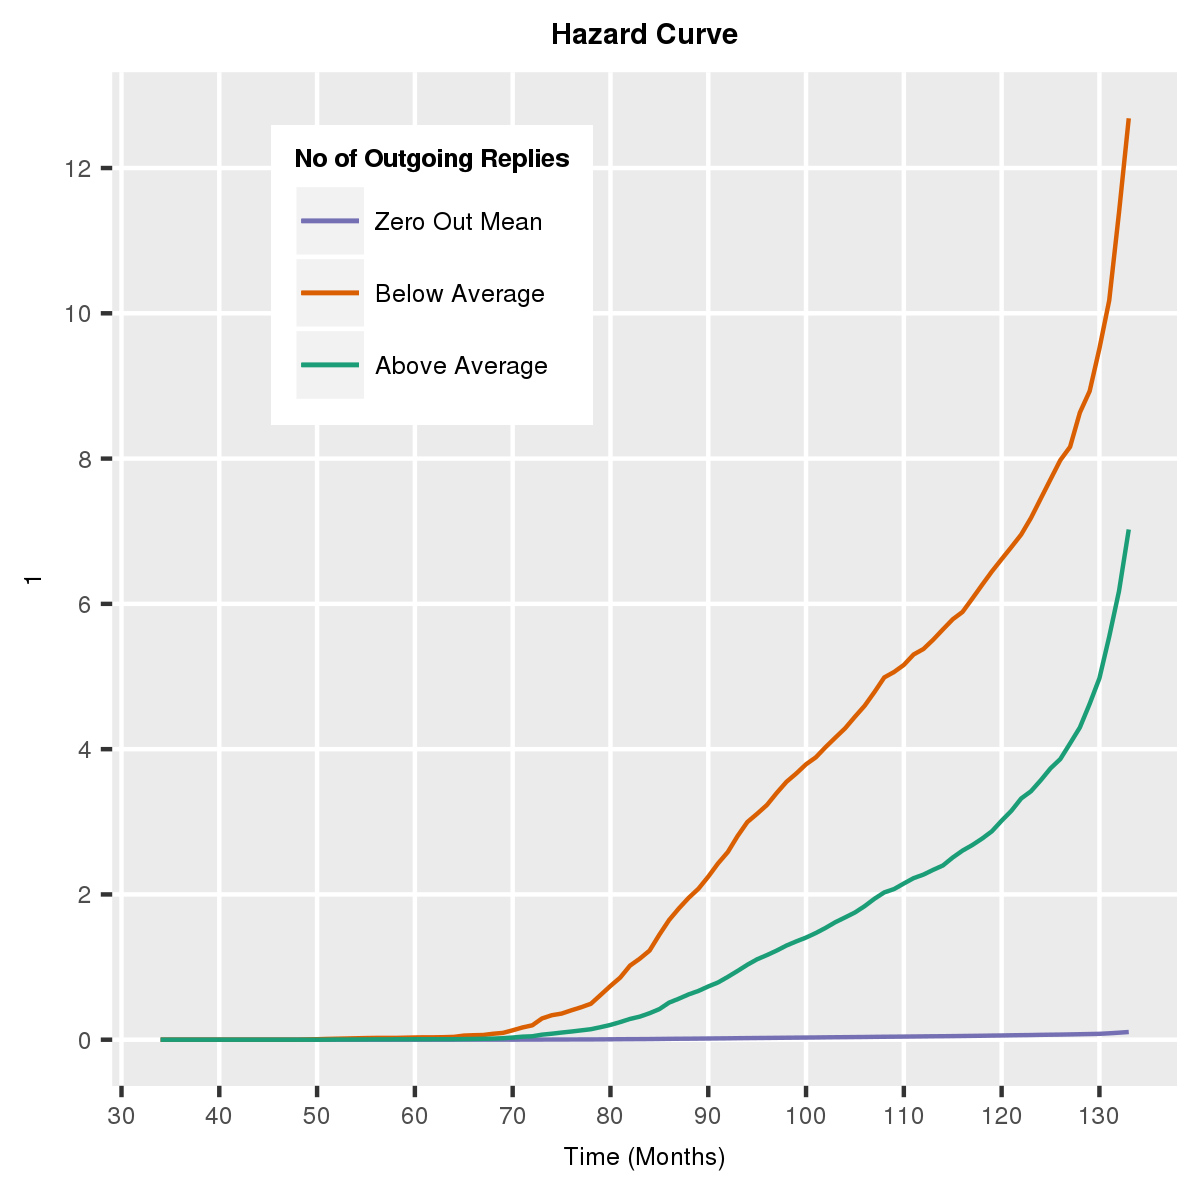 Hazard Curve
No of Outgoing Replies
Zero Out Mean
Below Average
Above Average
12
10
8
6
4
2
0
1
30 40 50 60 70 80 90 100 110 120 130
Time (Months)